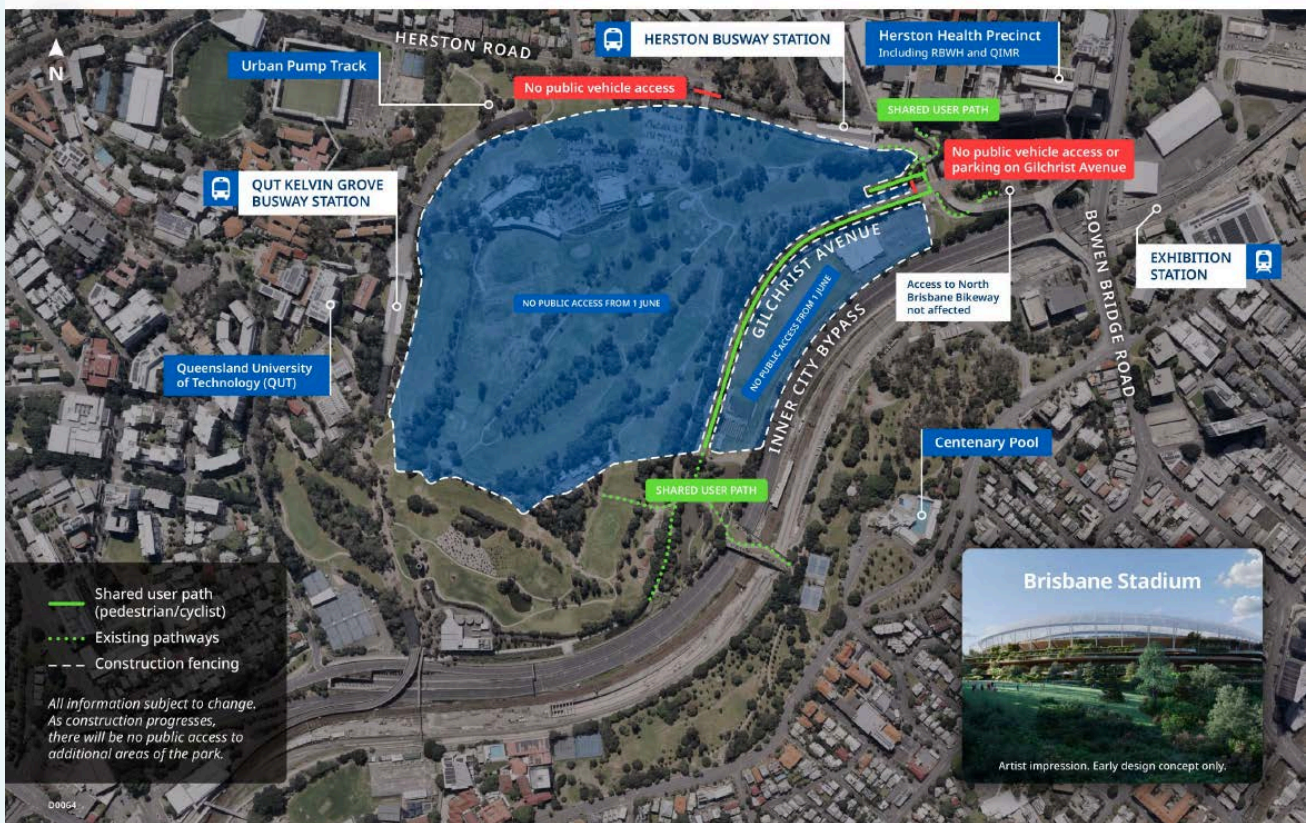 HERSTON ROAD
HERSTON BUSWAY STATION
Herston Health Precinct
Including RBWH and QIMR
N
Urban Pump Track
No public vehicle access
SHARED USER PATH
No public vehicle access or
parking on Gilchrist Avenue
QUT KELVIN GROVE
BUSWAY STATION
GILCHRIST AVENUE
BOWEN BRIDGE ROAD
EXHIBITION
STATION
Access to North
Brisbane Bikeway
not affected
NO PUBLIC ACCESS FROM 1 JUNE
NO PUBLIC ACCESS FROM 1 JUNE
INNER CITY BYPASS
Queensland University
of Technology (QUT)
Centenary Pool
SHARED USER PATH
Shared user path
(pedestrian/cyclist)
Existing pathways
Construction fencing
All information subject to change.
As construction progresses,
there will be no public access to
additional areas of the park.
D0064
Brisbane Stadium
Artist impression. Early design concept only.